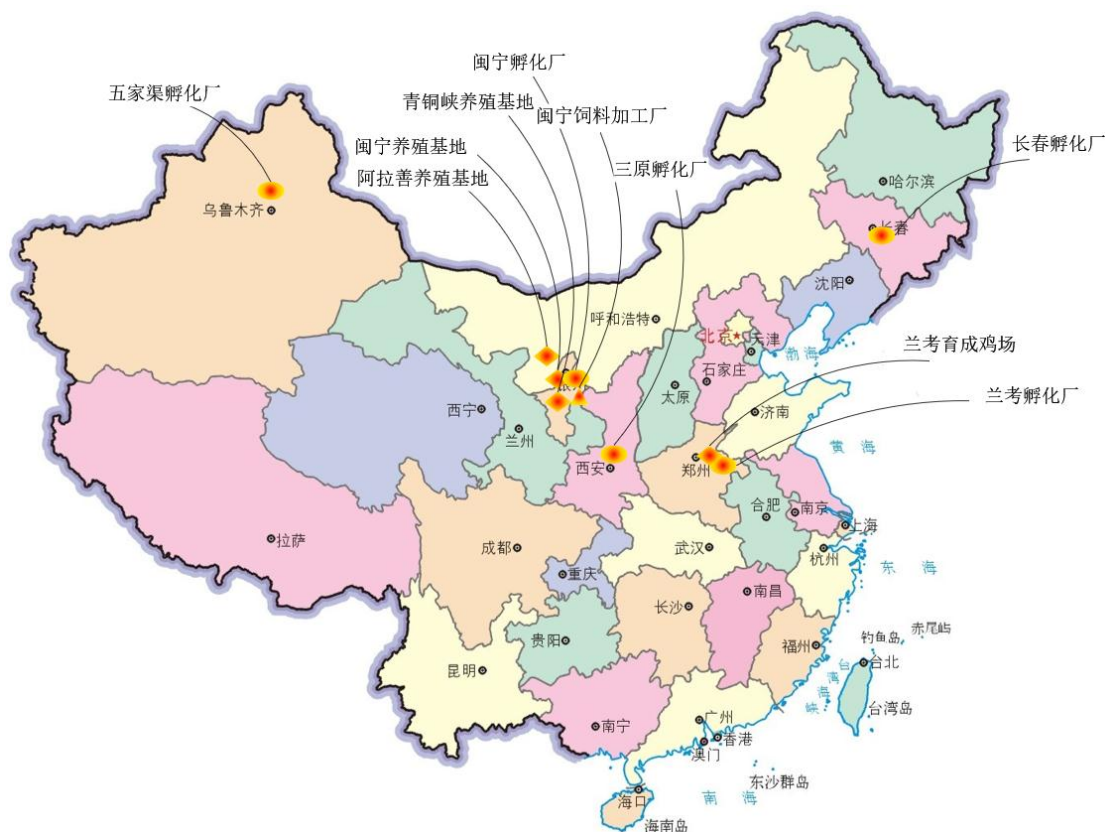 闽宁孵化厂
五家渠孵化厂
青铜峡养殖基地
闽宁饲料加工厂
闽宁养殖基地
三原孵化厂
长春孵化厂
阿拉善养殖基地
哈尔滨
乌鲁木齐
长春
沈阳
呼和浩特
北京
天津
渤海
兰考育成鸡场
石家庄
太原
兰考孵化厂
西宁
济南
兰州
黄海
西安
郑州
合肥
南京
上海
拉萨
成都
武汉
杭州
东海
重庆
南昌
长沙
贵阳
福州
钓鱼岛
赤尾屿
昆明
台北
台湾海峡
台湾岛
南宁
广州
香港
澳门
东沙群岛
海口
南海
海南岛